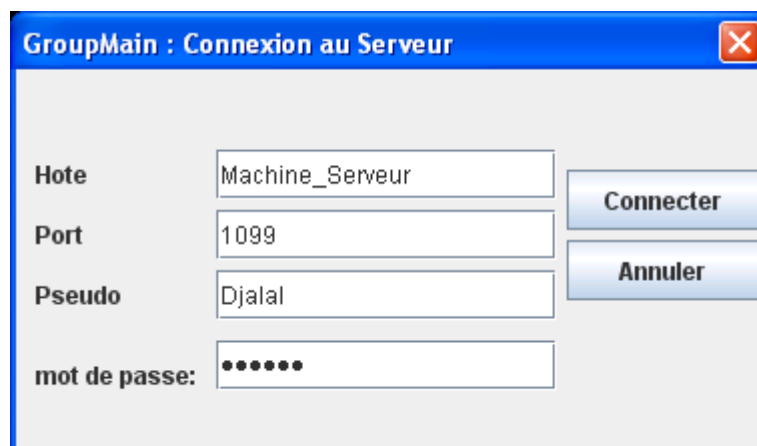 GroupMain : Connexion au Serveur
Hote Machine_Serveur
Connecter
Port 1099
Annuler
Pseudo Djalal
mot de passe: ••••••